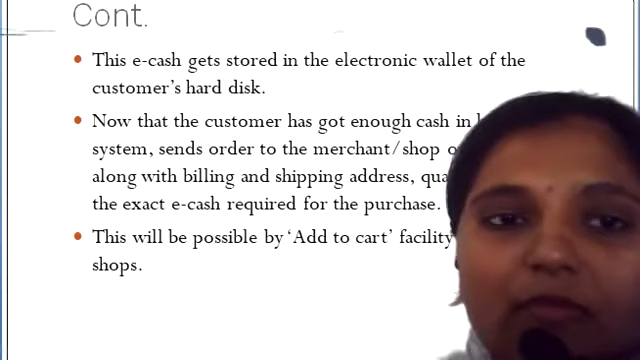 Cont.
This e-cash gets stored in the electronic wallet of the
customer's hard disk.
Now that the customer has got enough cash in
system, sends order to the merchant/shop
along with billing and shipping address,
the exact e-cash required for the purchase.
This will be possible by 'Add to cart' facility
shops.